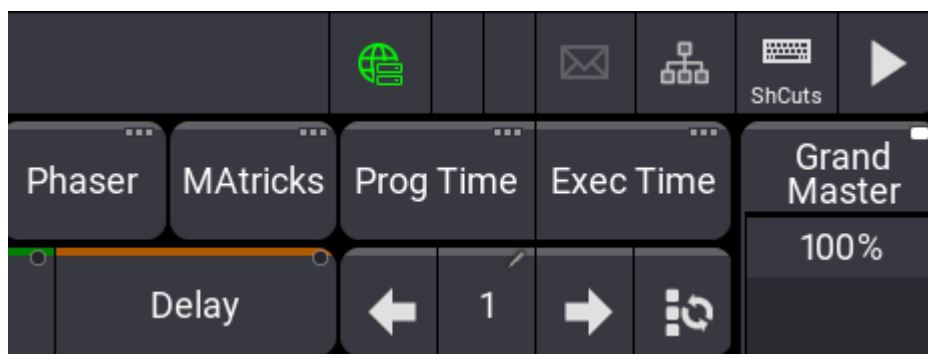 ShCuts
Phaser
MAtricks
Prog Time
Exec Time
Grand
Master
100%
Delay
1